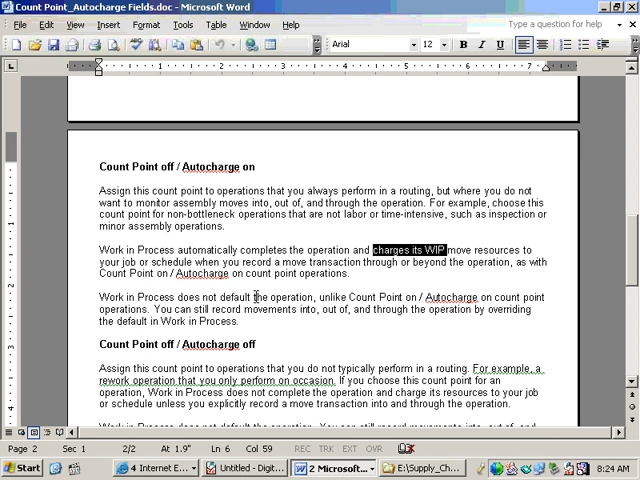 Count Point_Autocharge Fields.doc - Microsoft Word
File Edit View Insert Format Tools Table Window Help Type a question for help
Arial 12 B I U
1 2 3 4 5 6 7
Count Point off / Autocharge on
Assign this count point to operations that you always perform in a routing, but where you do not
want to monitor assembly moves into, out of, and through the operation. For example, choose this
count point for non-bottleneck operations that are not labor or time-intensive, such as inspection or
minor assembly operations.
Work in Process automatically completes the operation and charges its WIP move resources to
your job or schedule when you record a move transaction through or beyond the operation, as with
Count Point on / Autocharge on count point operations.
Work in Process does not default the operation, unlike Count Point on / Autocharge on count point
operations. You can still record movements into, out of, and through the operation by overriding
the default in Work in Process.
Count Point off / Autocharge off
Assign this count point to operations that you do not typically perform in a routing. For example, a
rework operation that you only perform on occasion. If you choose this count point for an
operation, Work in Process does not complete the operation and charge its resources to your job
or schedule unless you explicitly record a move transaction into and through the operation.
Page 2 Sec 1 2/2 At 1.9" Ln 6 Col 59 REC TRK EXT OVR
Start 4 Internet E... Untitled - Digit... 2 Microsoft... E:\Supply_Ch... 8:24 AM